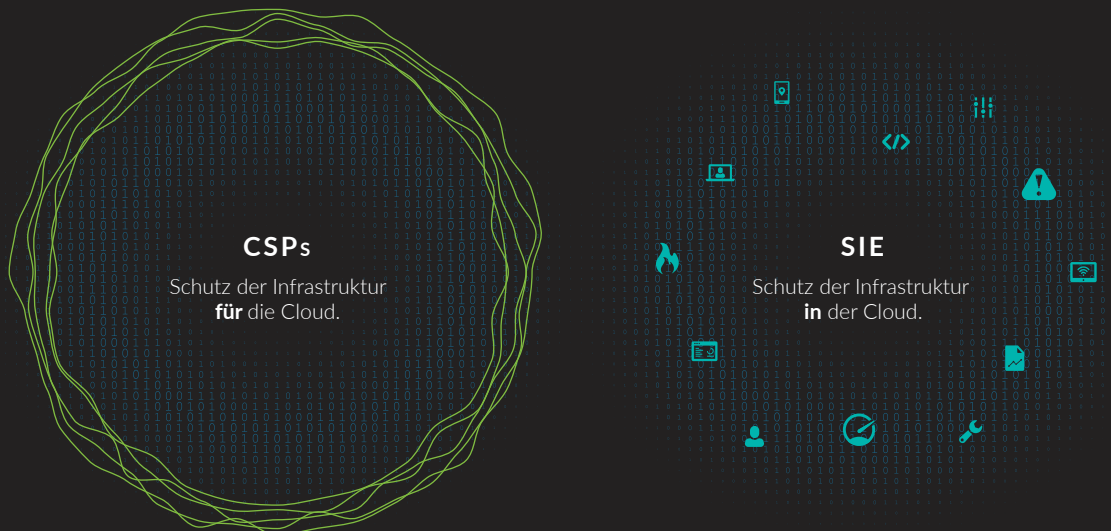 CSPs
Schutz der Infrastruktur
für die Cloud.
SIE
Schutz der Infrastruktur
in der Cloud.